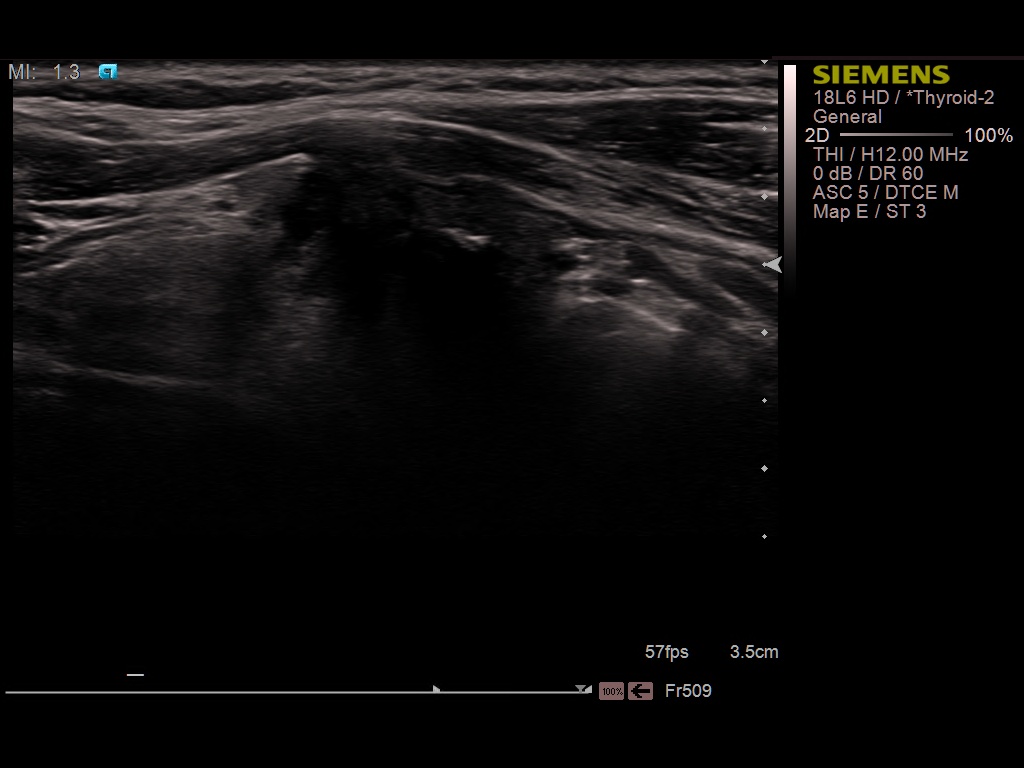 MI: 1.3
SIEMENS
18L6 HD / *Thyroid-2
General
2D 100%
THI / H12.00 MHz
0 dB / DR 60
ASC 5 / DTCE M
Map E / ST 3
57fps 3.5cm
100% Fr509